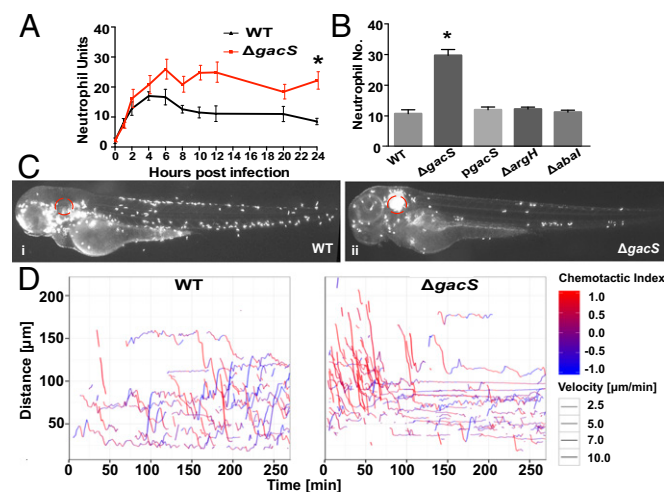 A
Neutrophil Units
40
30
20
10
0
WT
ΔgacS
*
0 2 4 6 8 10 12 14 16 18 20 22 24
Hours post infection
B
Neutrophil No.
40
30
20
10
0
*
WT
ΔgacS
pgacS
ΔargH
ΔabaI
C
i
WT
ii
ΔgacS
D
WT
ΔgacS
Distance [µm]
200
150
100
50
0 50 100 150 200 250
0 50 100 150 200 250
Time [min]
Chemotactic Index
1.0
0.5
0.0
-0.5
-1.0
Velocity [µm/min]
2.5
5.0
7.0
10.0